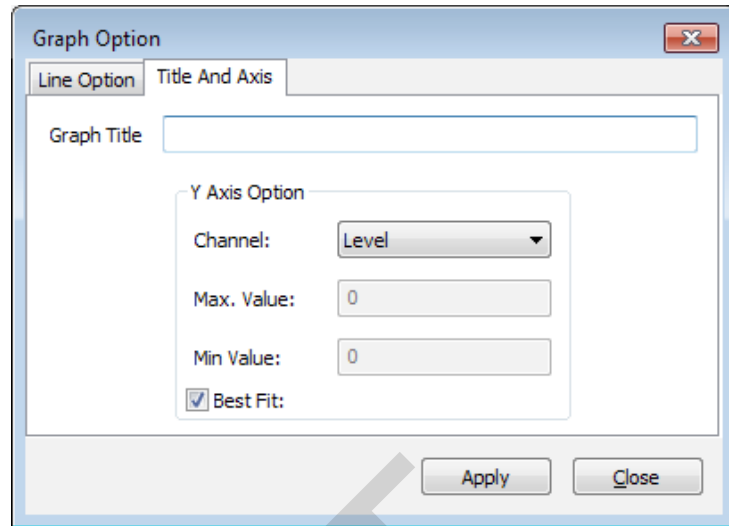 Graph Option
Line Option Title And Axis
Graph Title
Y Axis Option
Channel: Level
Max. Value: 0
Min Value: 0
Best Fit:
Apply Close